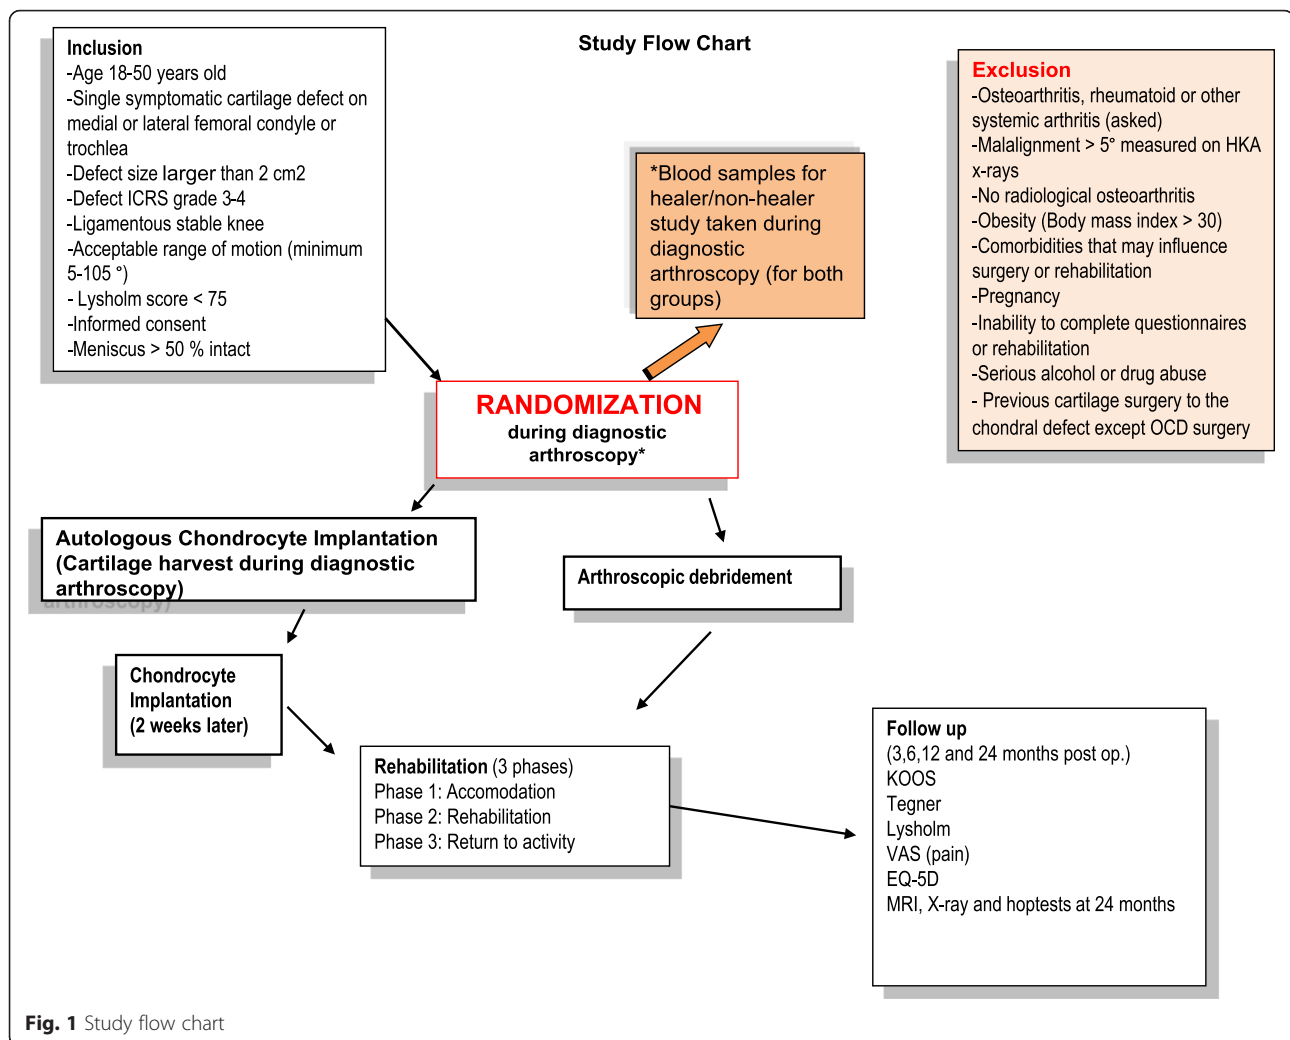 Study Flow Chart
Inclusion
-Age 18-50 years old
-Single symptomatic cartilage defect on
medial or lateral femoral condyle or
trochlea
-Defect size larger than 2 cm2
-Defect ICRS grade 3-4
-Ligamentous stable knee
-Acceptable range of motion (minimum
5-105 °)
- Lysholm score < 75
-Informed consent
-Meniscus > 50 % intact
*Blood samples for
healer/non-healer
study taken during
diagnostic
arthroscopy (for both
groups)
Exclusion
-Osteoarthritis, rheumatoid or other
systemic arthritis (asked)
-Malalignment > 5° measured on HKA
x-rays
-No radiological osteoarthritis
-Obesity (Body mass index > 30)
-Comorbidities that may influence
surgery or rehabilitation
-Pregnancy
-Inability to complete questionnaires
or rehabilitation
-Serious alcohol or drug abuse
- Previous cartilage surgery to the
chondral defect except OCD surgery
RANDOMIZATION
during diagnostic
arthroscopy*
Autologous Chondrocyte Implantation
(Cartilage harvest during diagnostic
arthroscopy)
Arthroscopic debridement
Chondrocyte
Implantation
(2 weeks later)
Rehabilitation (3 phases)
Phase 1: Accomodation
Phase 2: Rehabilitation
Phase 3: Return to activity
Follow up
(3,6,12 and 24 months post op.)
KOOS
Tegner
Lysholm
VAS (pain)
EQ-5D
MRI, X-ray and hoptests at 24 months
Fig. 1 Study flow chart